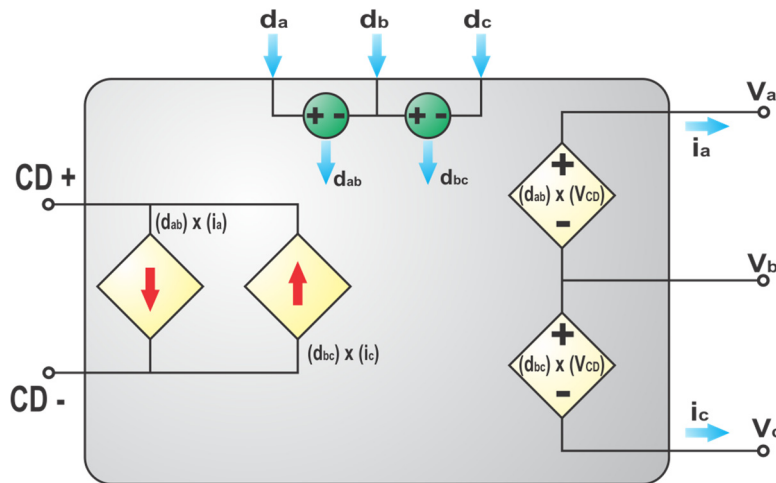 da db dc
+ - + -
dab dbc
Va
ia
CD +
(dab) x (ia)
+
(dab) x (VCD)
-
Vb
(dbc) x (ic)
CD -
+
(dbc) x (VCD)
-
ic